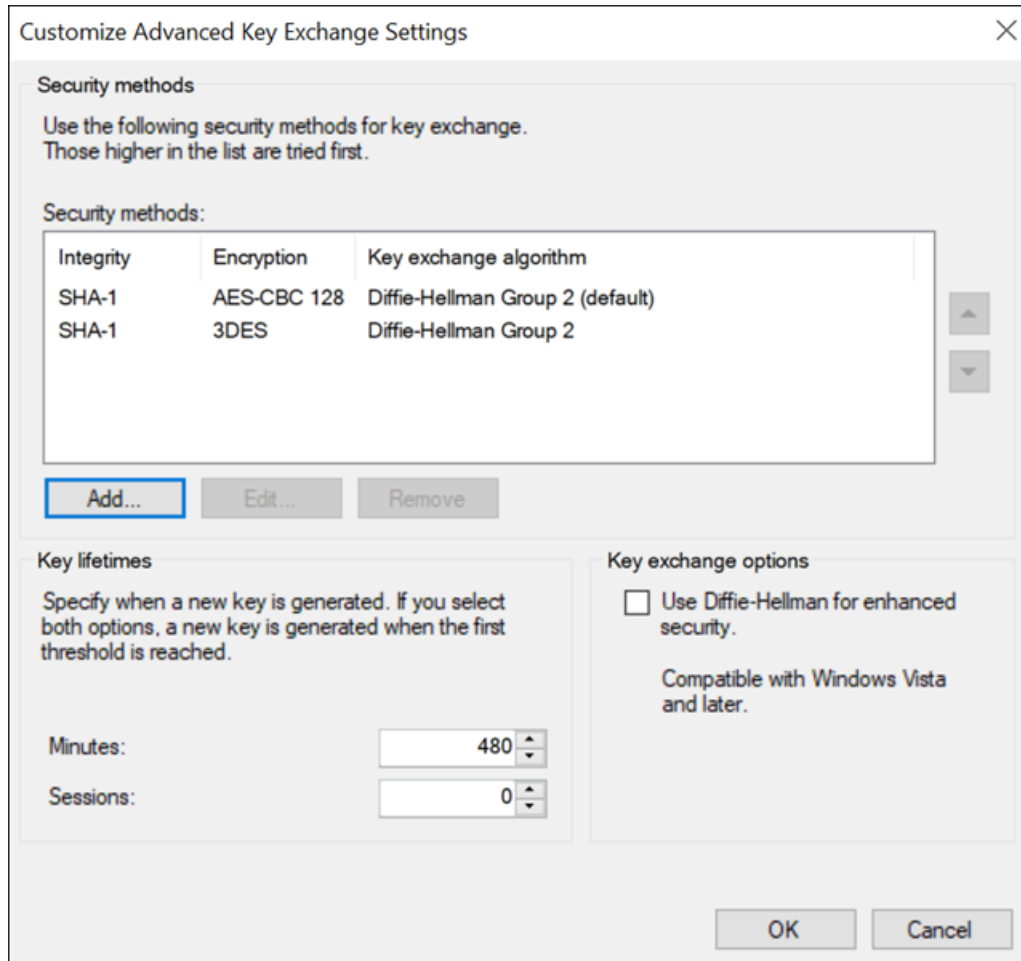 Customize Advanced Key Exchange Settings
Security methods
Use the following security methods for key exchange.
Those higher in the list are tried first.
Security methods:
Integrity Encryption Key exchange algorithm
SHA-1 AES-CBC 128 Diffie-Hellman Group 2 (default)
SHA-1 3DES Diffie-Hellman Group 2
Add... Edit... Remove
Key lifetimes
Specify when a new key is generated. If you select
both options, a new key is generated when the first
threshold is reached.
Minutes: 480
Sessions: 0
Key exchange options
Use Diffie-Hellman for enhanced
security.
Compatible with Windows Vista
and later.
OK Cancel